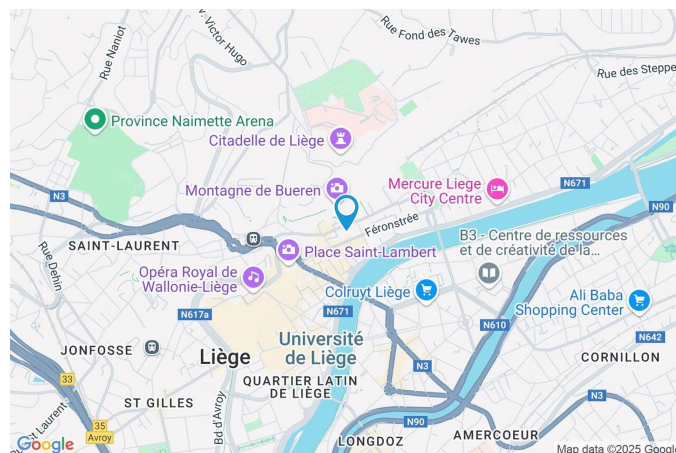 Rue Naniot
V. Victor Hugo
Rue Fond des Tawes
Rue des Steppe
Province Naimette Arena
Citadelle de Liège
Montagne de Bueren
Mercure Liege
City Centre
N671
N3
N90
Féronstrée
SAINT-LAURENT
Place Saint-Lambert
B3 - Centre de ressources
et de créativité de la...
Rue Dehin
Opéra Royal de
Wallonie-Liège
Colruyt Liège
Ali Baba
Shopping Center
N617a
N671
N610
N642
Université
de Liège
JONFOSSE
Liège
N3
CORNILLON
33
QUARTIER LATIN
DE LIÈGE
N3
ST GILLES
Bd d'Avroy
35
Avroy
N90
AMERCOEUR
LONGDOZ
St Laurent
Google
Map data ©2025 Google